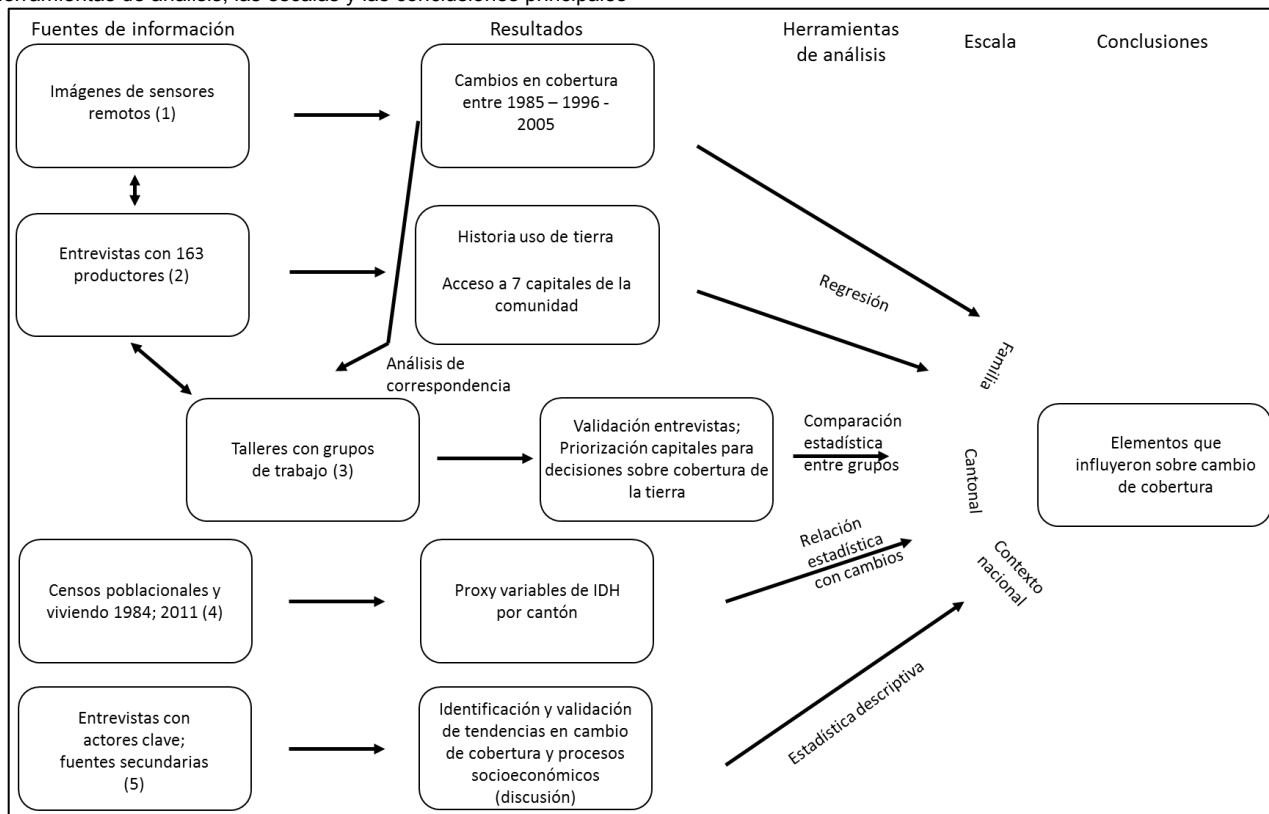 herramientas de análisis, las escalas y las conclusiones principales
Fuentes de información
Resultados
Herramientas
de análisis
Escala
Conclusiones
Imágenes de sensores
remotos (1)
Cambios en cobertura
entre 1985 – 1996 -
2005
Entrevistas con 163
productores (2)
Historia uso de tierra
Acceso a 7 capitales de la
comunidad
Regresión
Familia
Análisis de
correspondencia
Talleres con grupos
de trabajo (3)
Validación entrevistas;
Priorización capitales para
decisiones sobre cobertura de
la tierra
Comparación
estadística
entre grupos
Cantonal
Elementos que
influyeron sobre cambio
de cobertura
Censos poblacionales y
viviendo 1984; 2011 (4)
Proxy variables de IDH
por cantón
Relación
estadística
con cambios
Contexto
nacional
Entrevistas con
actores clave;
fuentes secundarias
(5)
Identificación y validación
de tendencias en cambio
de cobertura y procesos
socioeconómicos
(discusión)
Estadística descriptiva